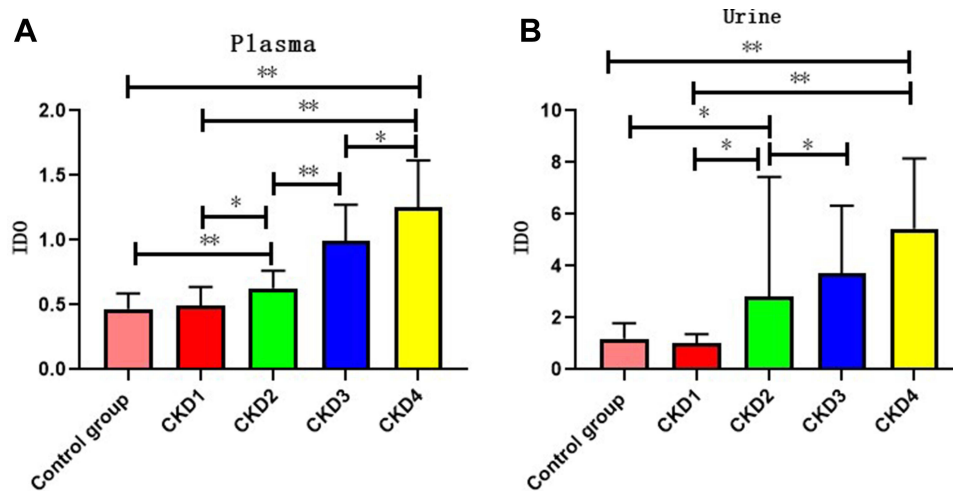 A
Plasma
**
**
*
**
*
**
IDO
2.0
1.5
1.0
0.5
0.0
Control group
CKD1
CKD2
CKD3
CKD4
B
Urine
**
**
*
*
*
IDO
10
8
6
4
2
0
Control group
CKD1
CKD2
CKD3
CKD4